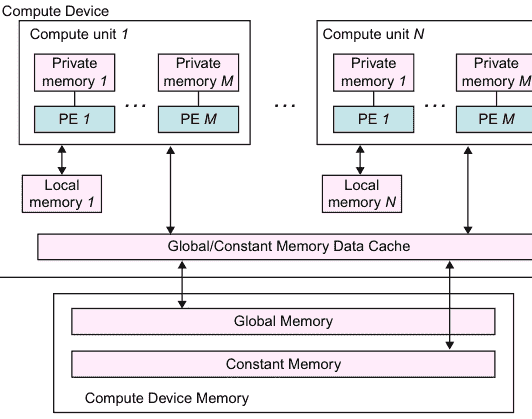 Compute Device
Compute unit 1
Compute unit N
Private
memory 1
Private
memory M
Private
memory 1
Private
memory M
...
...
...
PE 1
PE M
PE 1
PE M
Local
memory 1
Local
memory N
Global/Constant Memory Data Cache
Global Memory
Constant Memory
Compute Device Memory